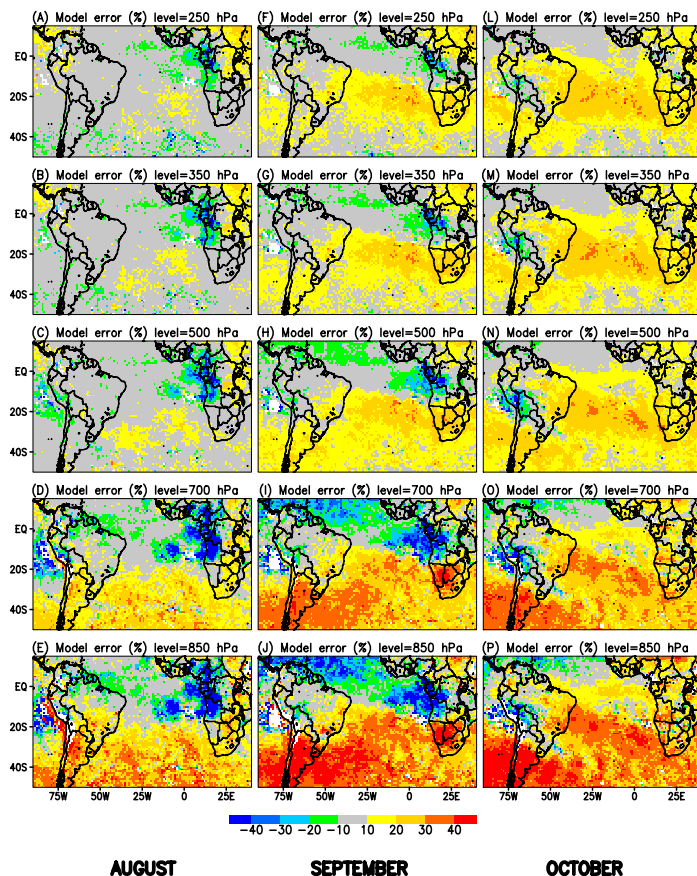 (A) Model error (%) level=250 hPa (F) Model error (%) level=250 hPa (L) Model error (%) level=250 hPa
EQ
20S
40S
(B) Model error (%) level=350 hPa (G) Model error (%) level=350 hPa (M) Model error (%) level=350 hPa
EQ
20S
40S
(C) Model error (%) level=500 hPa (H) Model error (%) level=500 hPa (N) Model error (%) level=500 hPa
EQ
20S
40S
(D) Model error (%) level=700 hPa (I) Model error (%) level=700 hPa (O) Model error (%) level=700 hPa
EQ
20S
40S
(E) Model error (%) level=850 hPa (J) Model error (%) level=850 hPa (P) Model error (%) level=850 hPa
EQ
20S
40S
75W 50W 25W 0 25E 75W 50W 25W 0 25E 75W 50W 25W 0 25E
-40 -30 -20 -10 10 20 30 40
AUGUST SEPTEMBER OCTOBER